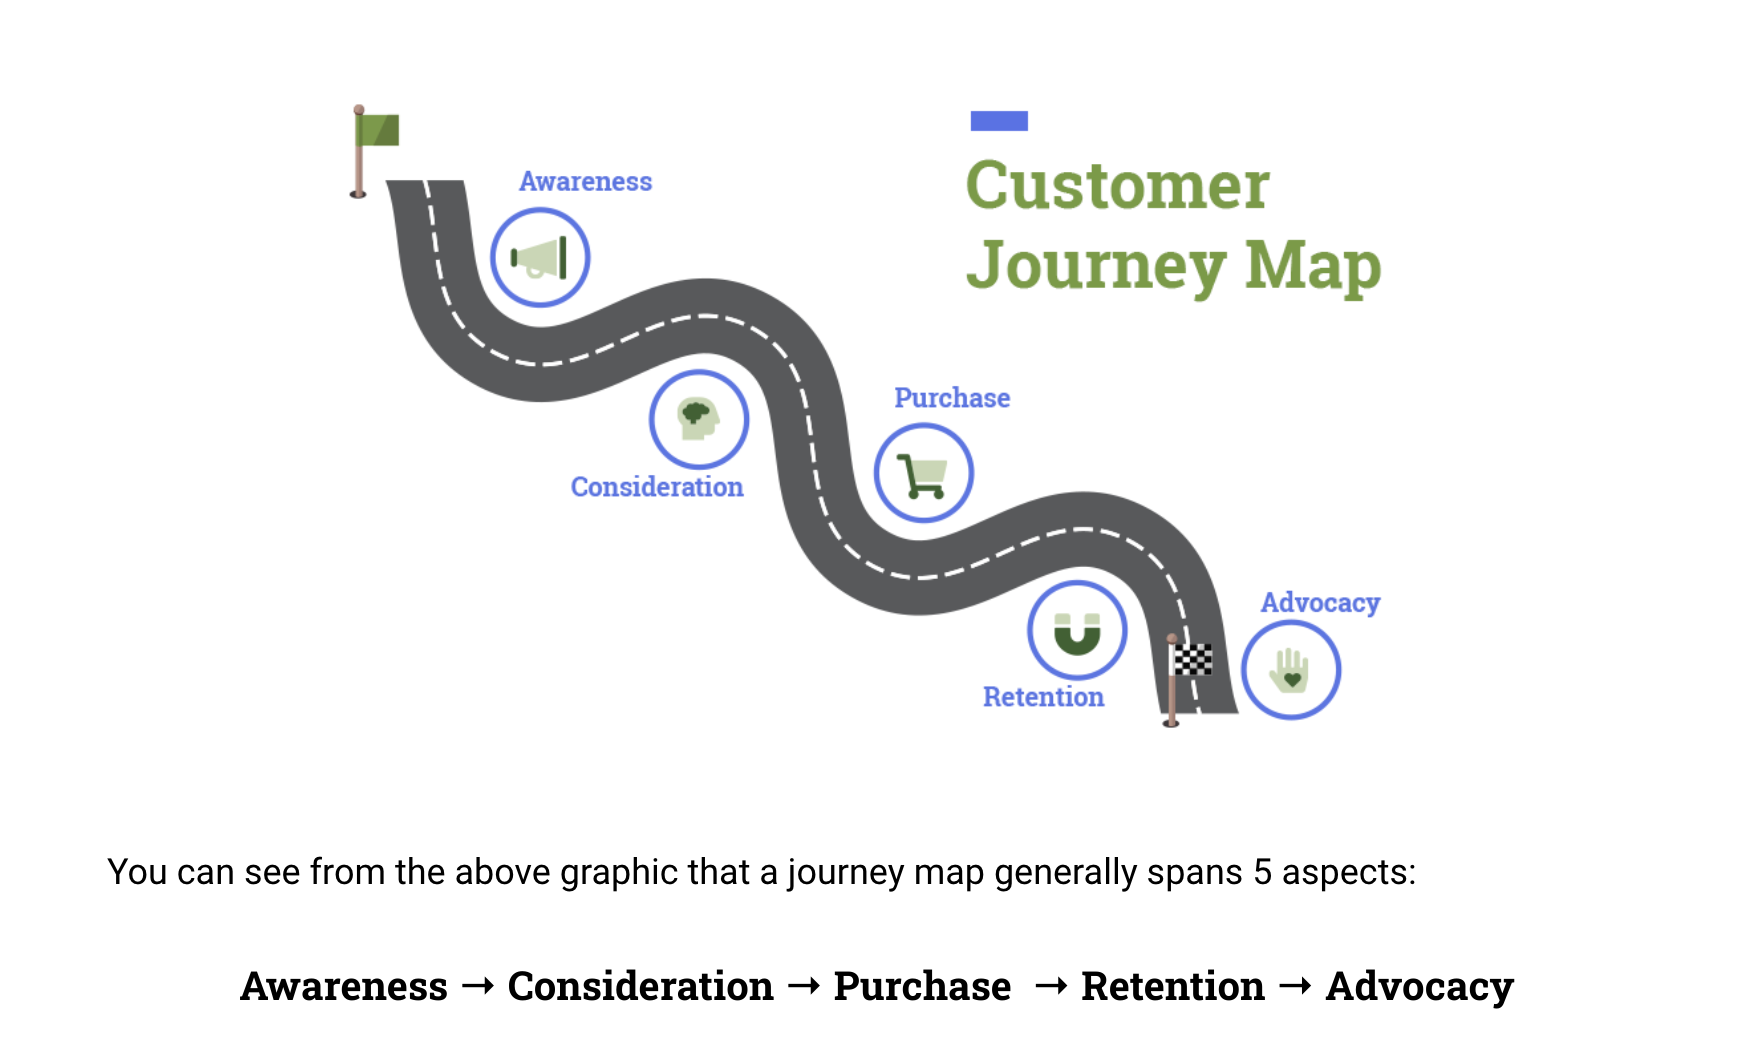 Customer
Journey Map
Awareness
Consideration
Purchase
Retention
Advocacy
You can see from the above graphic that a journey map generally spans 5 aspects:
Awareness → Consideration → Purchase → Retention → Advocacy